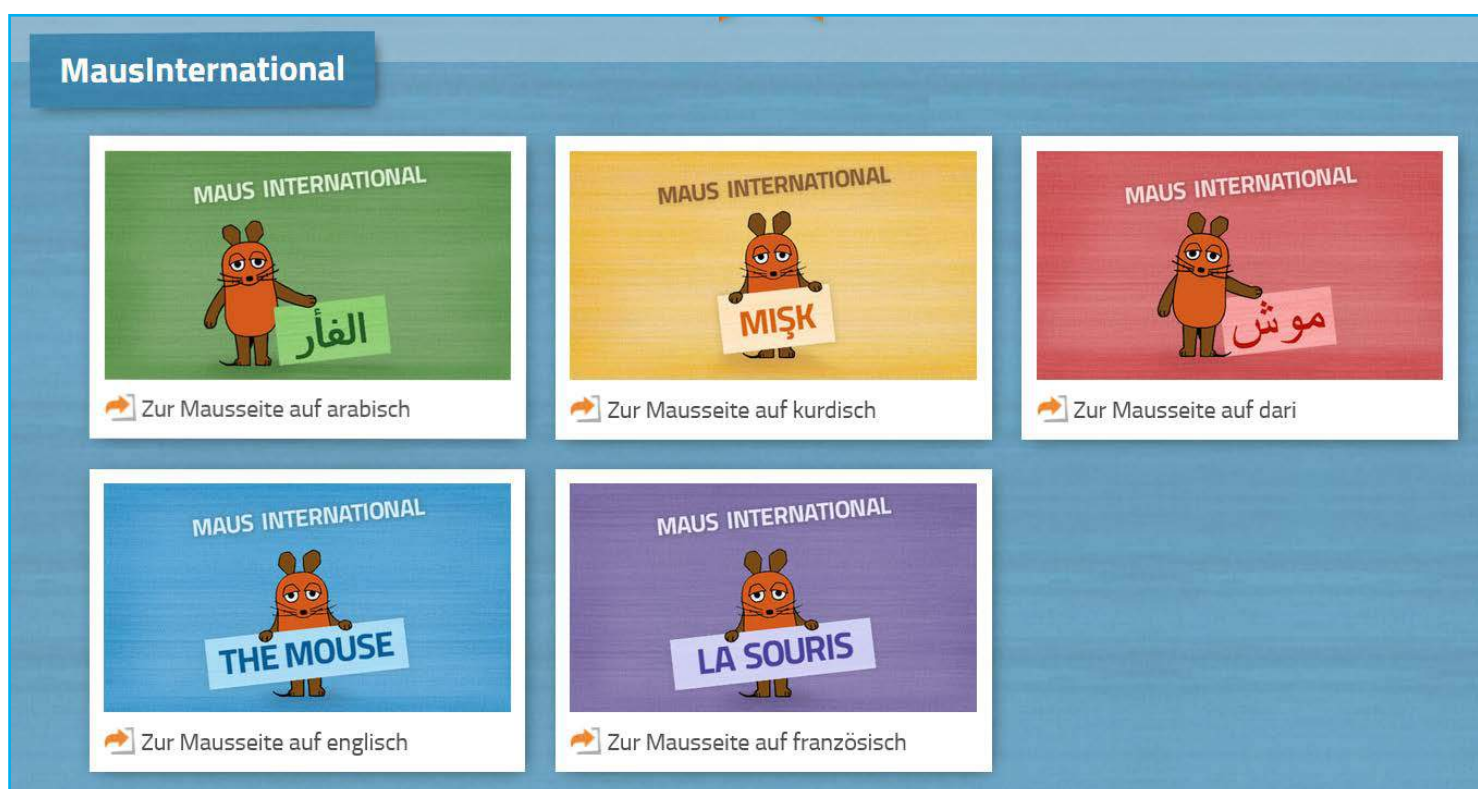 MausInternational
MAUS INTERNATIONAL
الفأر
Zur Mausseite auf arabisch
MAUS INTERNATIONAL
MIŞK
Zur Mausseite auf kurdisch
MAUS INTERNATIONAL
موش
Zur Mausseite auf dari
MAUS INTERNATIONAL
THE MOUSE
Zur Mausseite auf englisch
MAUS INTERNATIONAL
LA SOURIS
Zur Mausseite auf französisch